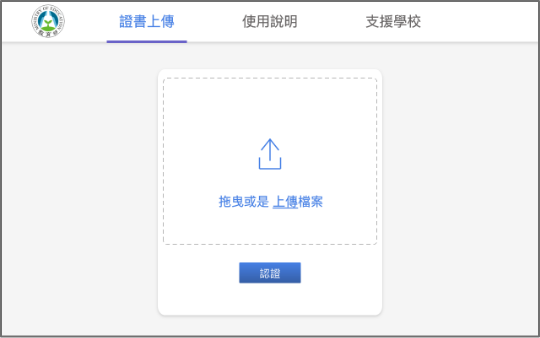 MINISTRY OF EDUCATION
教育部
證書上傳
使用說明
支援學校
拖曳或是 上傳檔案
認證